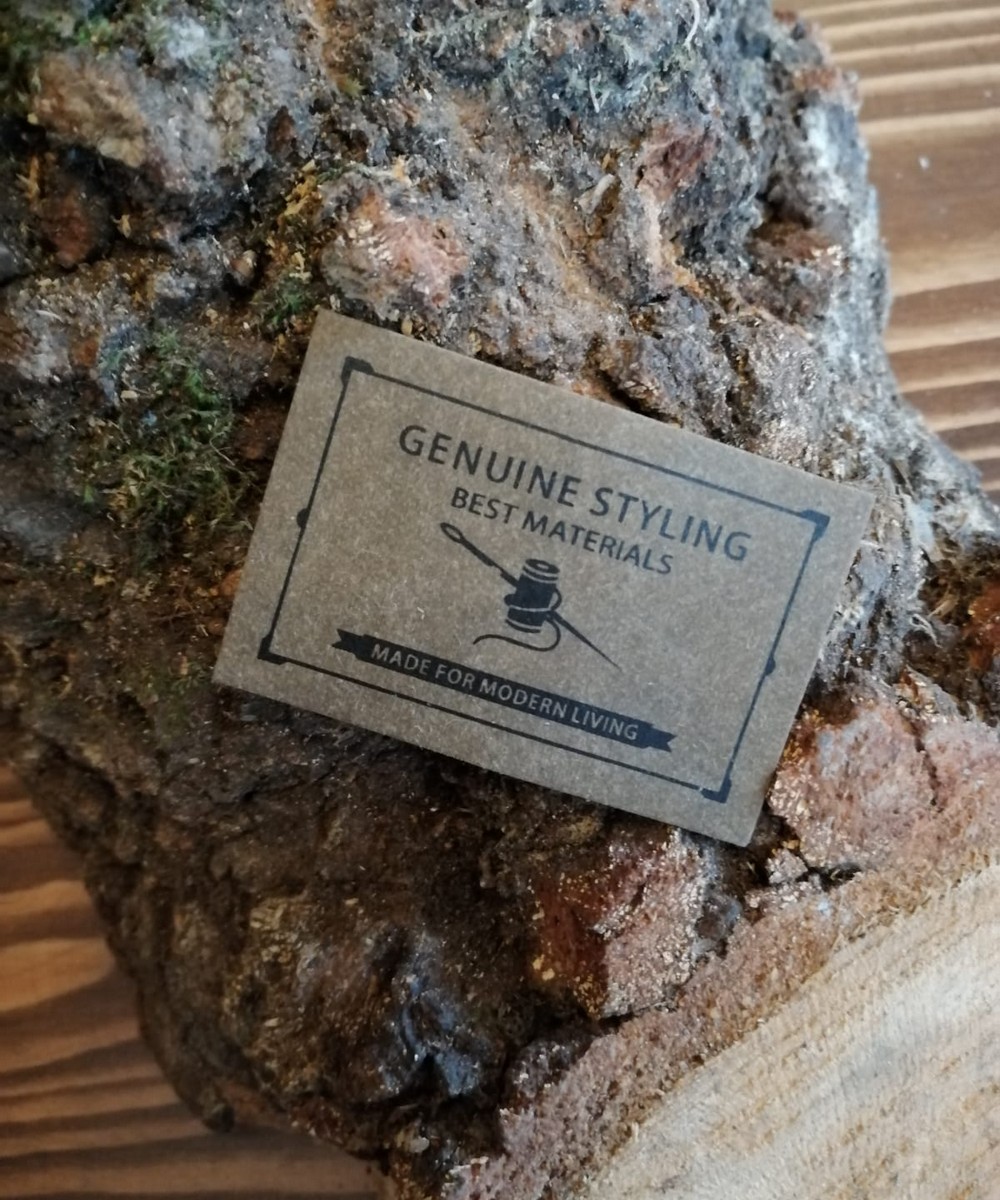 GENUINE STYLING
BEST MATERIALS
MADE FOR MODERN LIVING